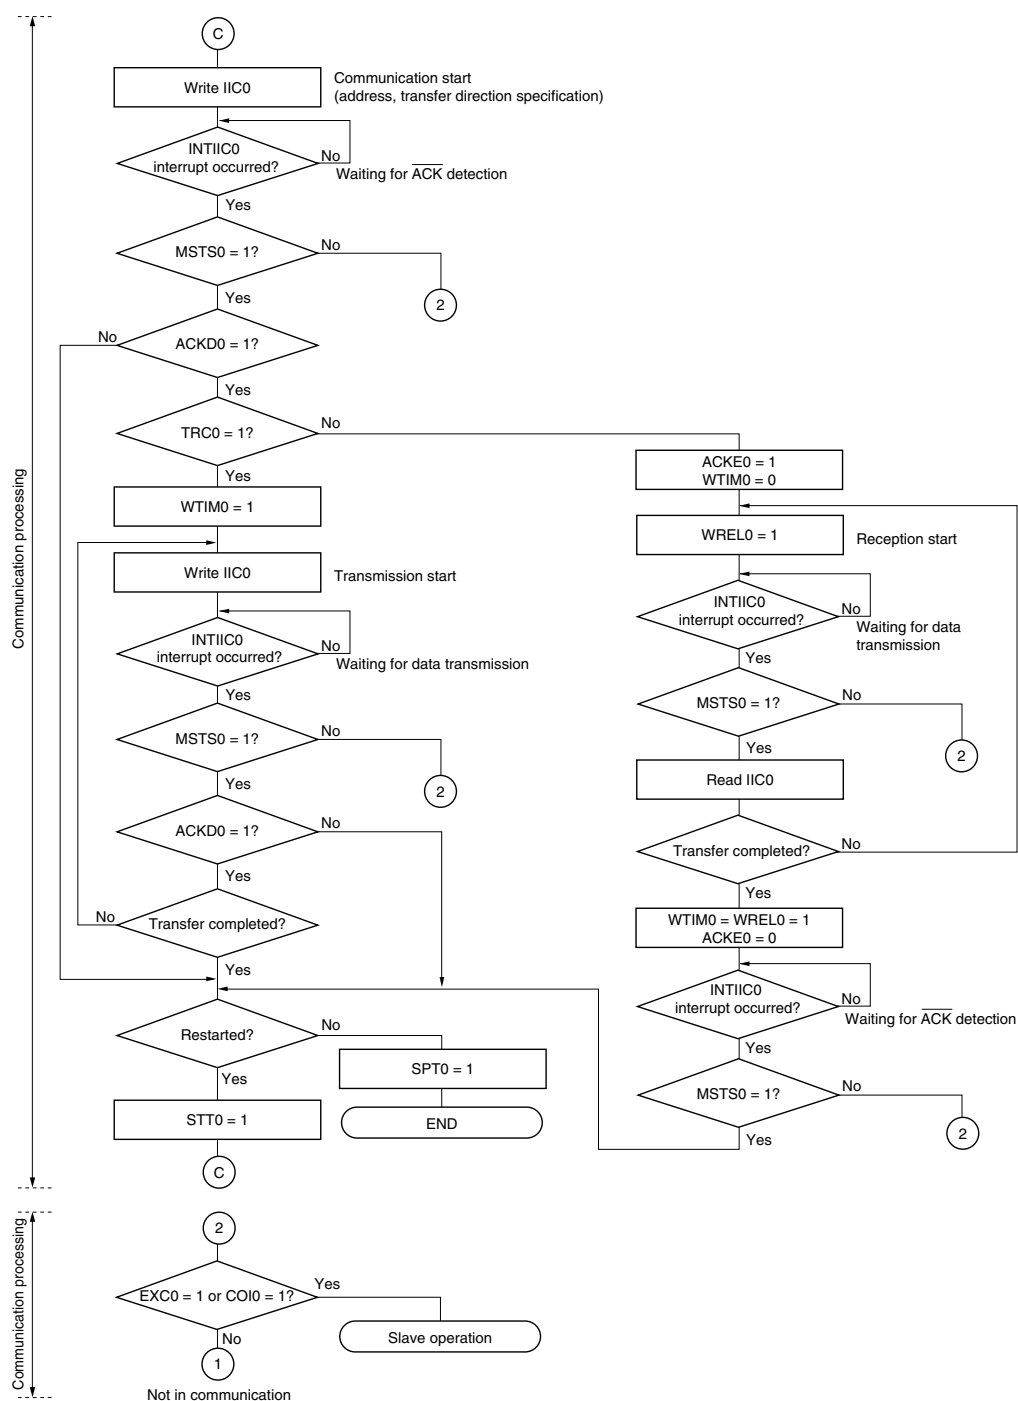 C
Write IIC0
Communication start
(address, transfer direction specification)
INTIIC0
interrupt occurred?
No
Waiting for ACK detection
Yes
MSTS0 = 1?
No
2
Yes
ACKD0 = 1?
No
Yes
TRC0 = 1?
No
Yes
WTIM0 = 1
Write IIC0
Transmission start
INTIIC0
interrupt occurred?
No
Waiting for data transmission
Yes
MSTS0 = 1?
No
2
Yes
ACKD0 = 1?
No
Yes
Transfer completed?
No
Yes
Restarted?
No
SPT0 = 1
END
Yes
STT0 = 1
C
ACKE0 = 1
WTIM0 = 0
WREL0 = 1
Reception start
INTIIC0
interrupt occurred?
No
Waiting for data
transmission
Yes
MSTS0 = 1?
No
2
Yes
Read IIC0
Transfer completed?
No
Yes
WTIM0 = WREL0 = 1
ACKE0 = 0
INTIIC0
interrupt occurred?
No
Waiting for ACK detection
Yes
MSTS0 = 1?
No
2
Yes
Communication processing
2
EXC0 = 1 or COI0 = 1?
Yes
Slave operation
No
1
Not in communication
Communication processing